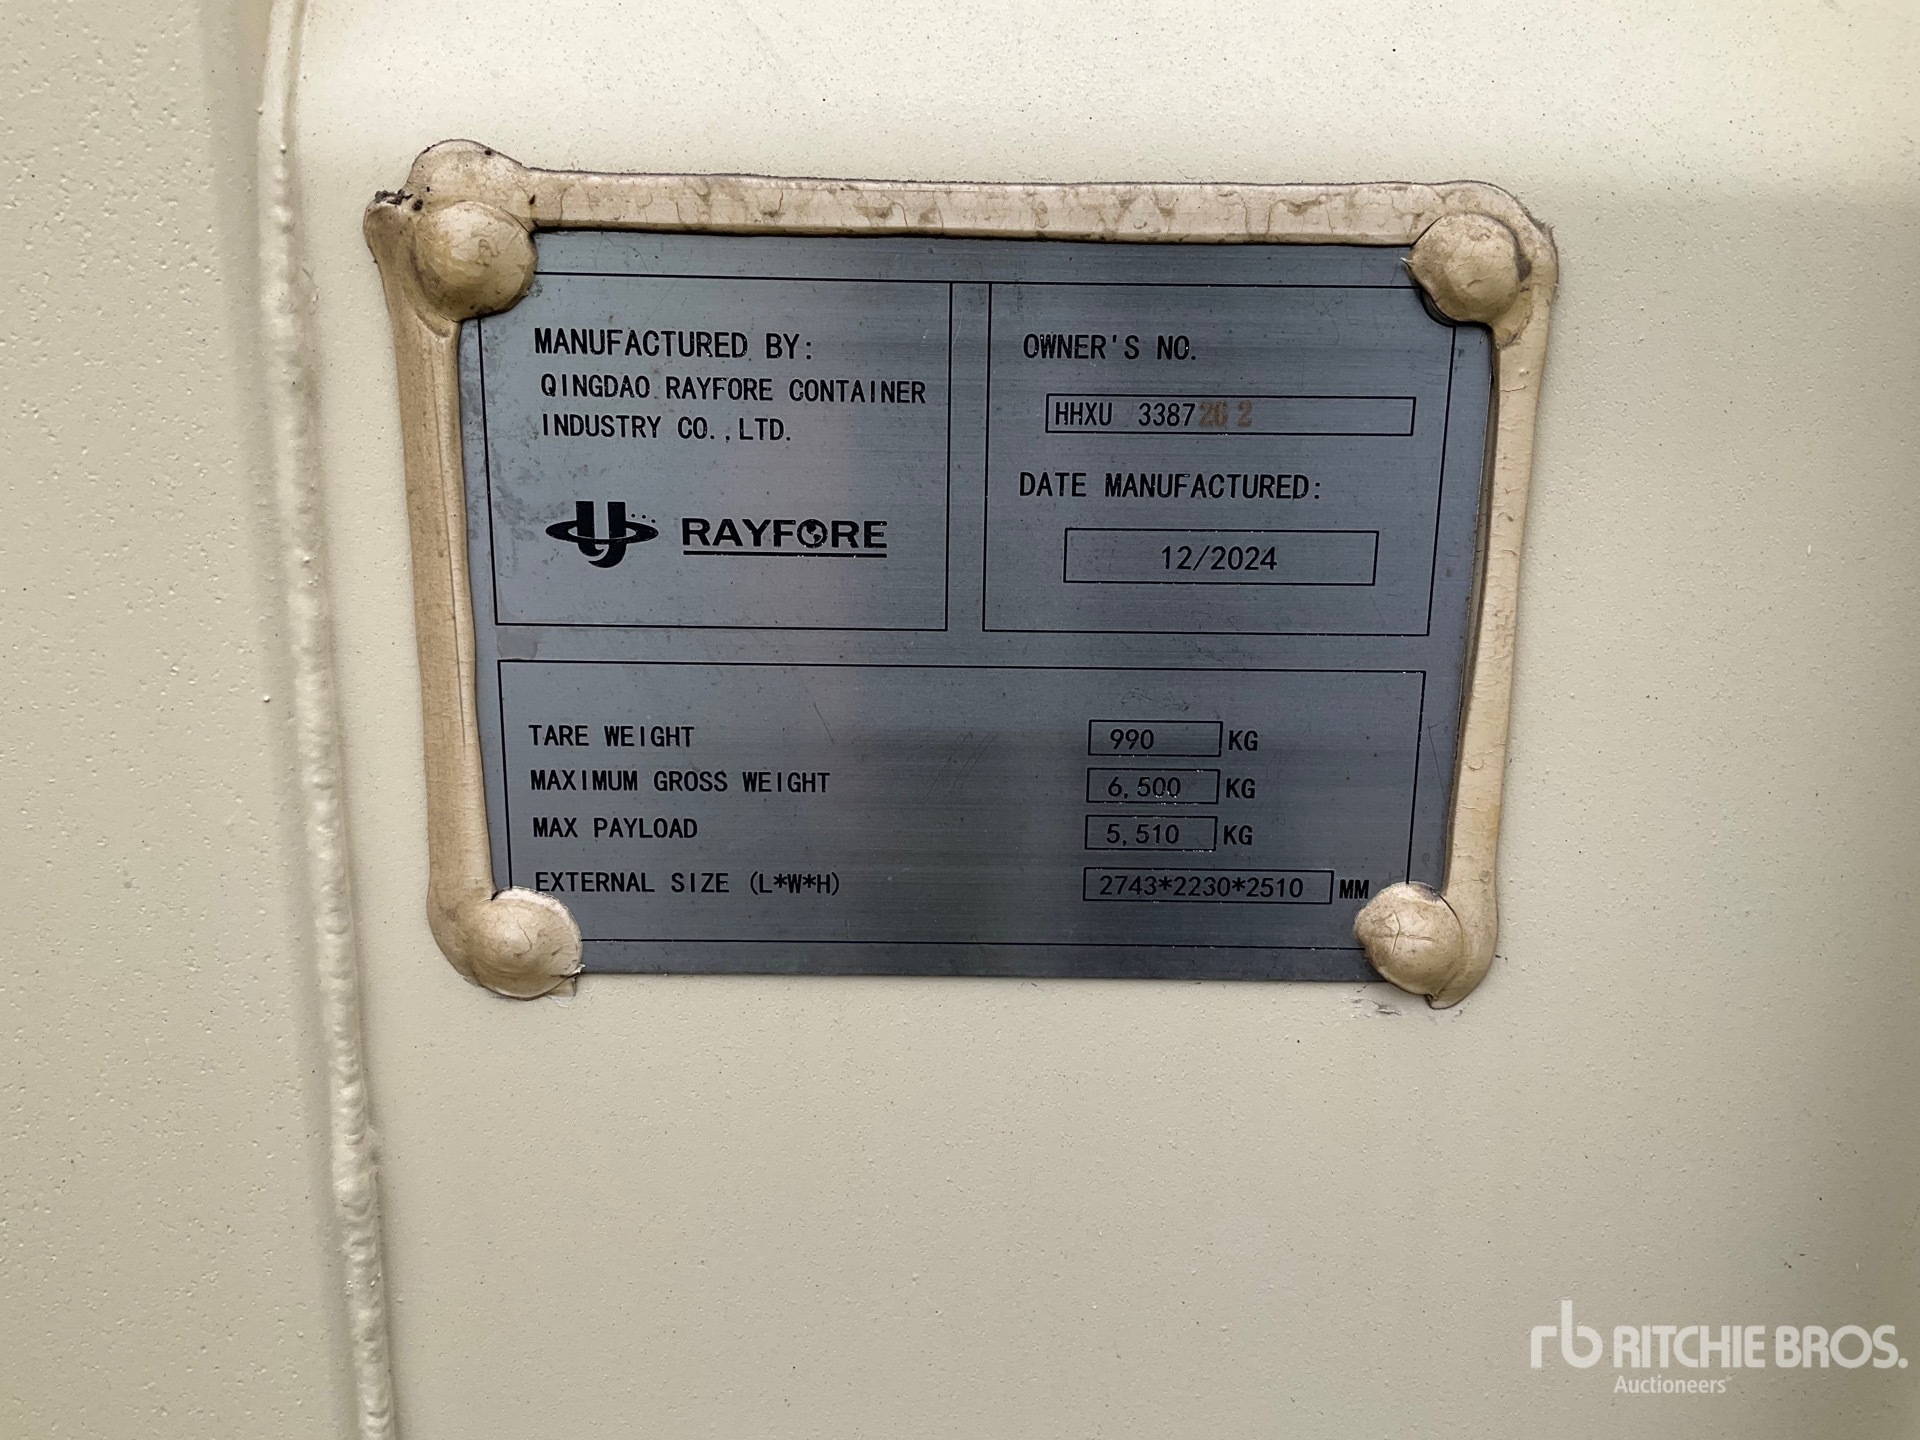 MANUFACTURED BY:
QINGDAO RAYFORE CONTAINER
INDUSTRY CO.,LTD.
RAYFORE
OWNER'S NO.
HHXU 338726 2
DATE MANUFACTURED:
12/2024
TARE WEIGHT 990 KG
MAXIMUM GROSS WEIGHT 6,500 KG
MAX PAYLOAD 5,510 KG
EXTERNAL SIZE (L*W*H) 2743*2230*2510 MM
rb RITCHIE BROS.
Auctioneers